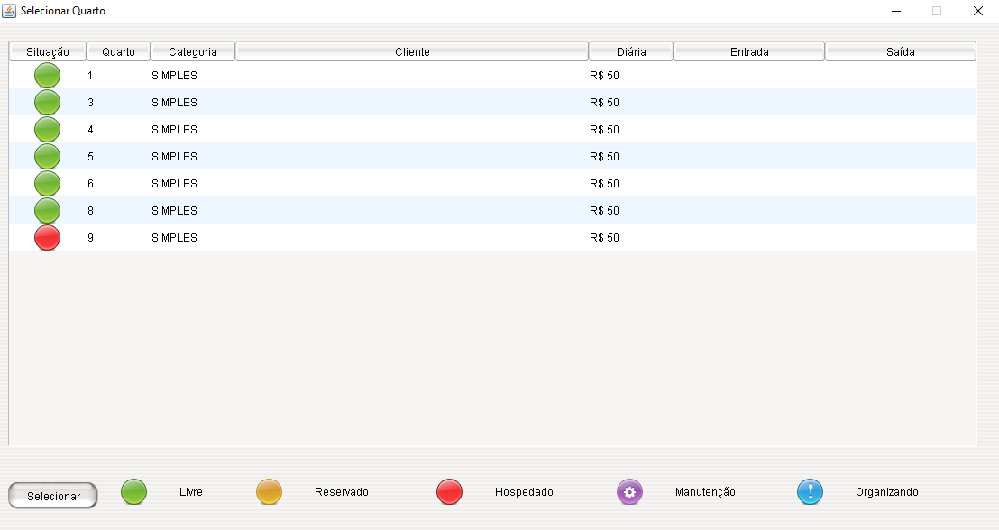 Selecionar Quarto
Situação Quarto Categoria Cliente Diária Entrada Saída
1 SIMPLES R$ 50
3 SIMPLES R$ 50
4 SIMPLES R$ 50
5 SIMPLES R$ 50
6 SIMPLES R$ 50
8 SIMPLES R$ 50
9 SIMPLES R$ 50
Selecionar Livre Reservado Hospedado Manutenção Organizando